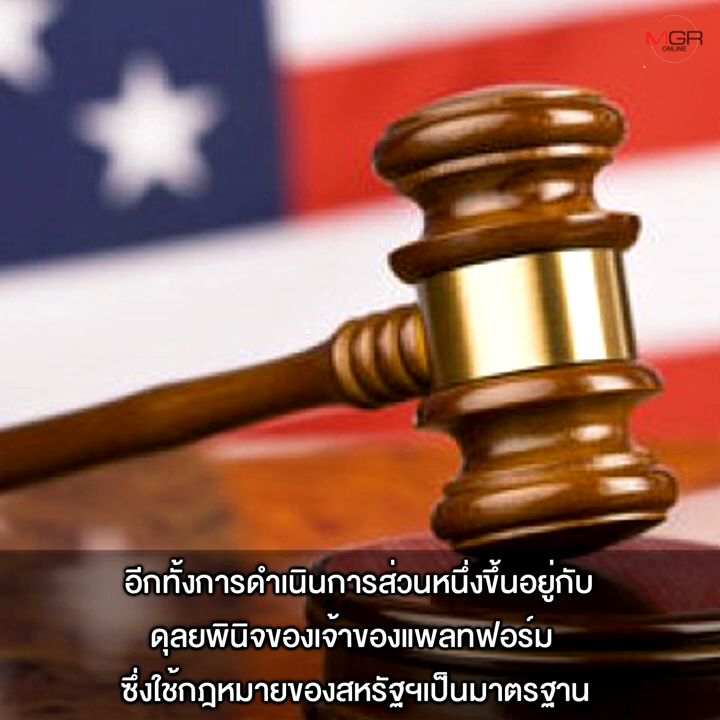 MGR
ONLINE
อีกทั้งการดำเนินการส่วนหนึ่งขึ้นอยู่กับ
ดุลยพินิจของเจ้าของแพลทฟอร์ม
ซึ่งใช้กฎหมายของสหรัฐฯเป็นมาตรฐาน